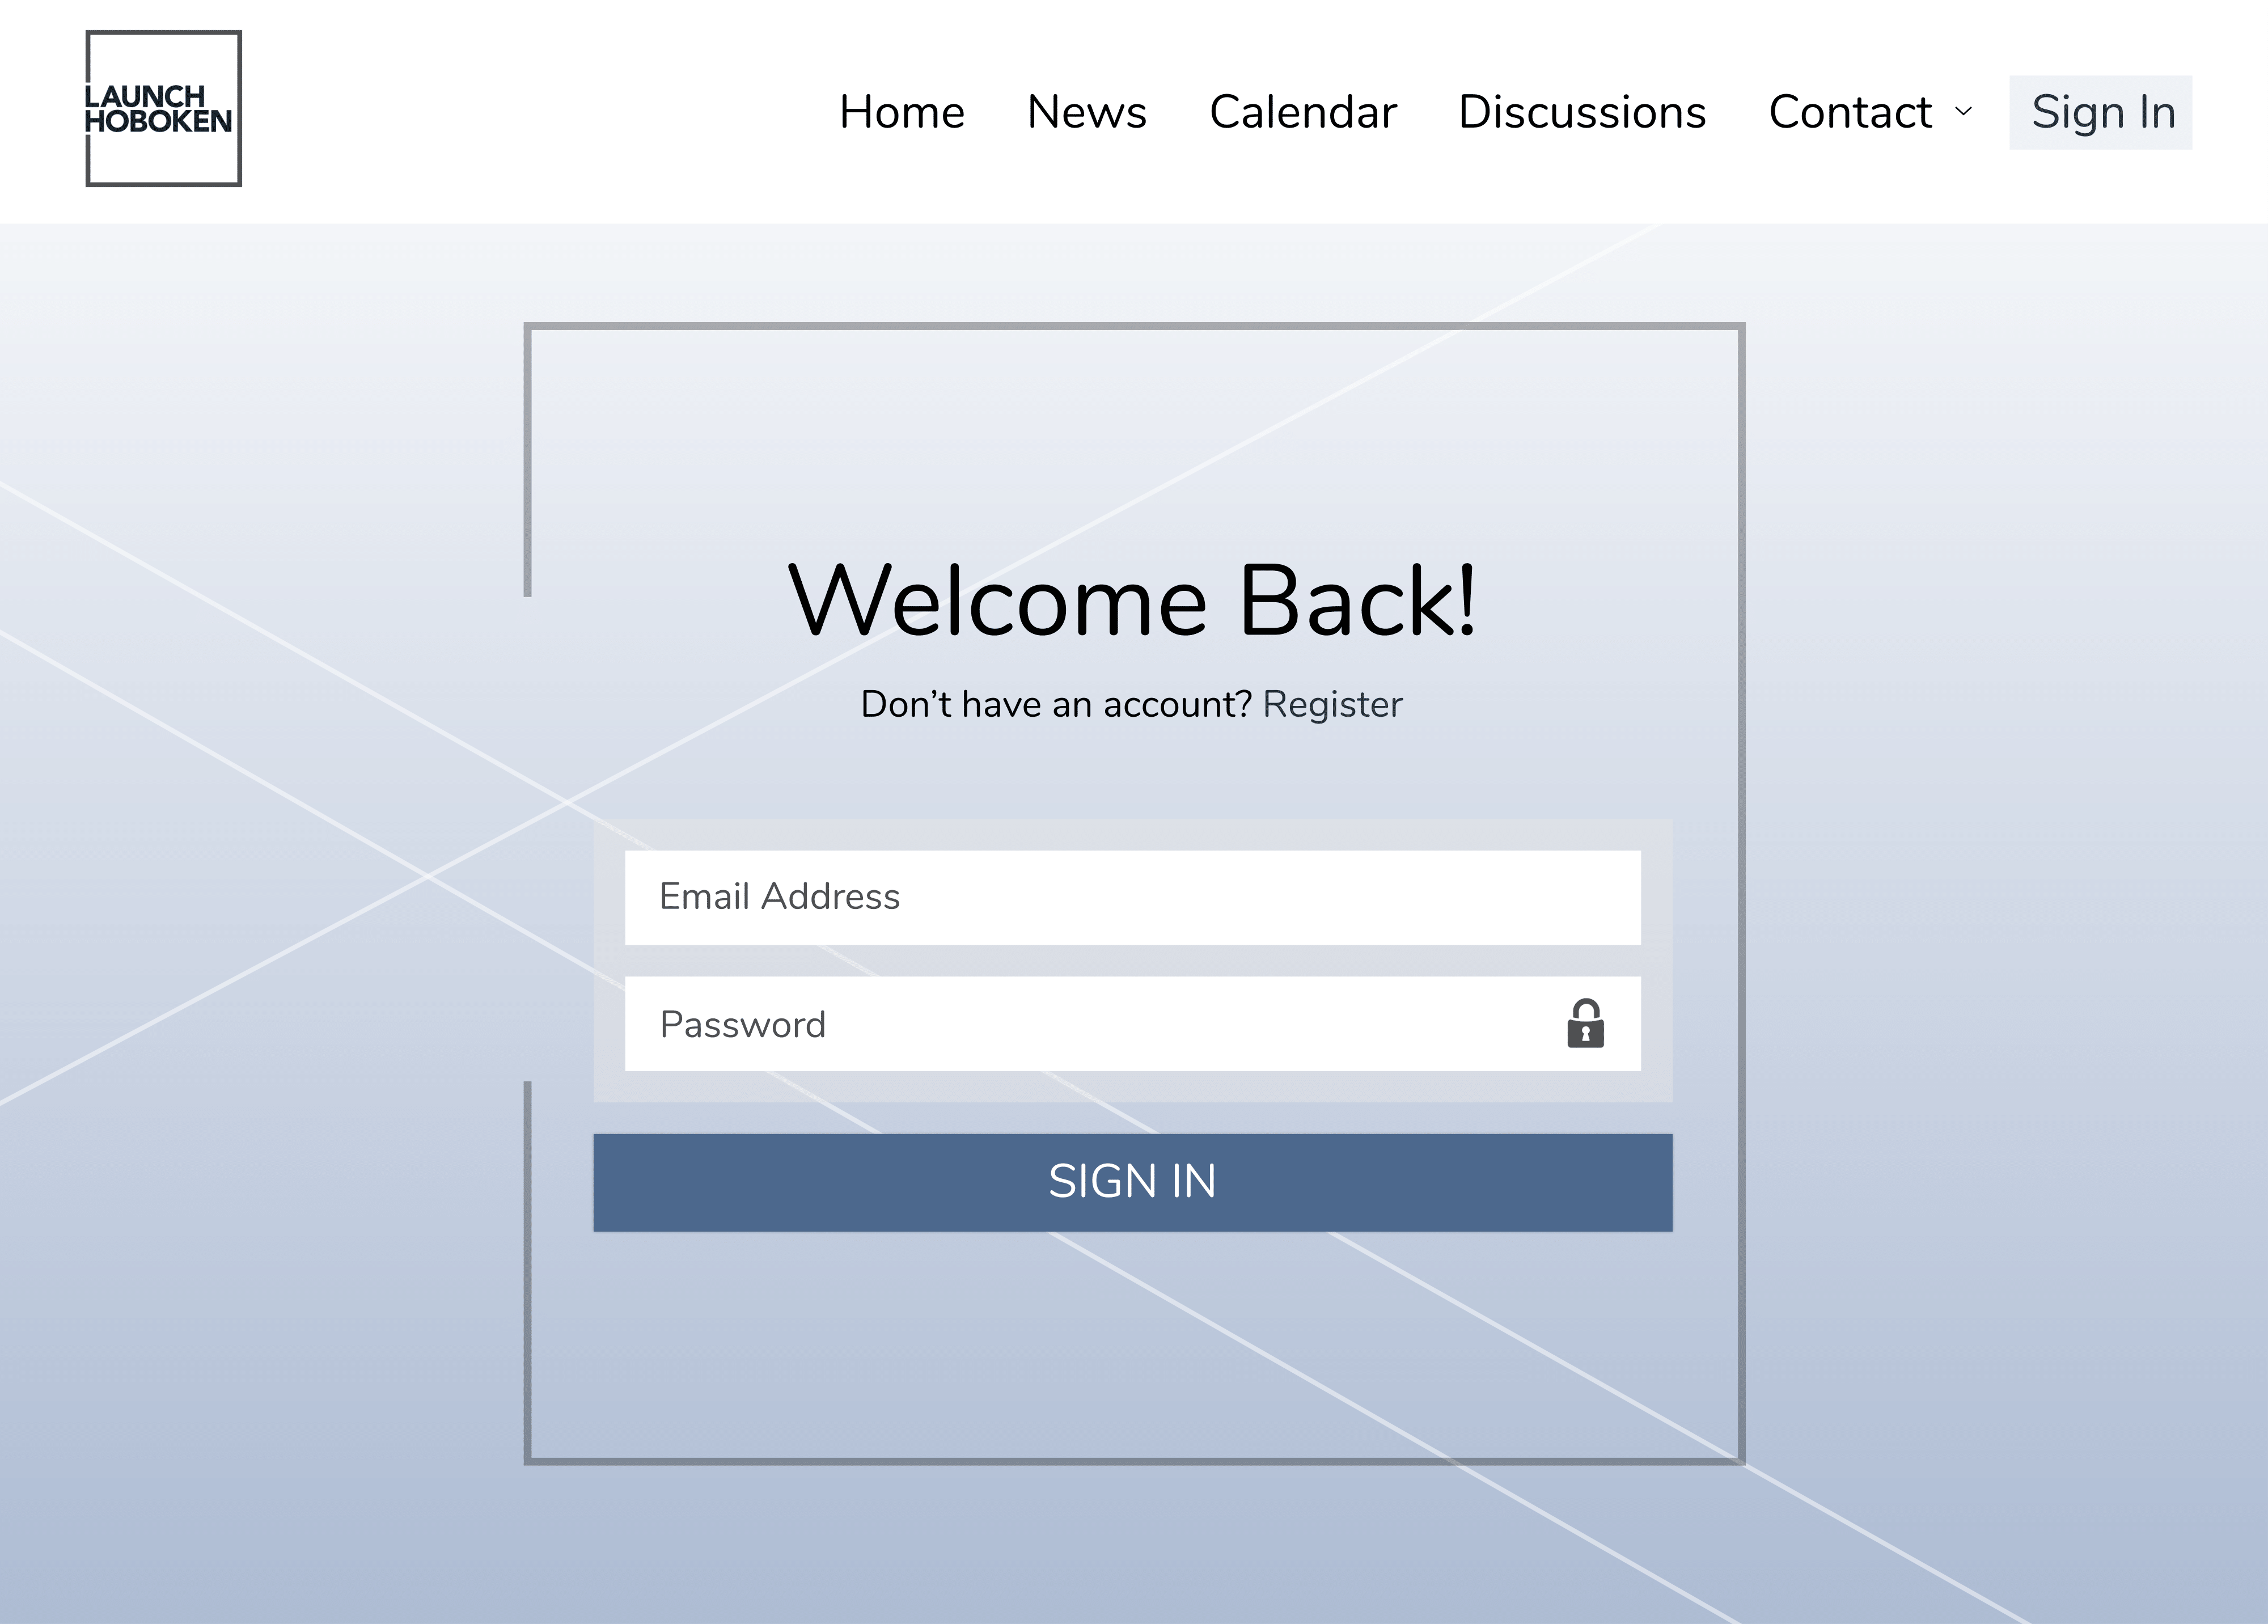 LAUNCH
HOBOKEN
Home News Calendar Discussions Contact Sign In
Welcome Back!
Don’t have an account? Register
Email Address
Password
SIGN IN